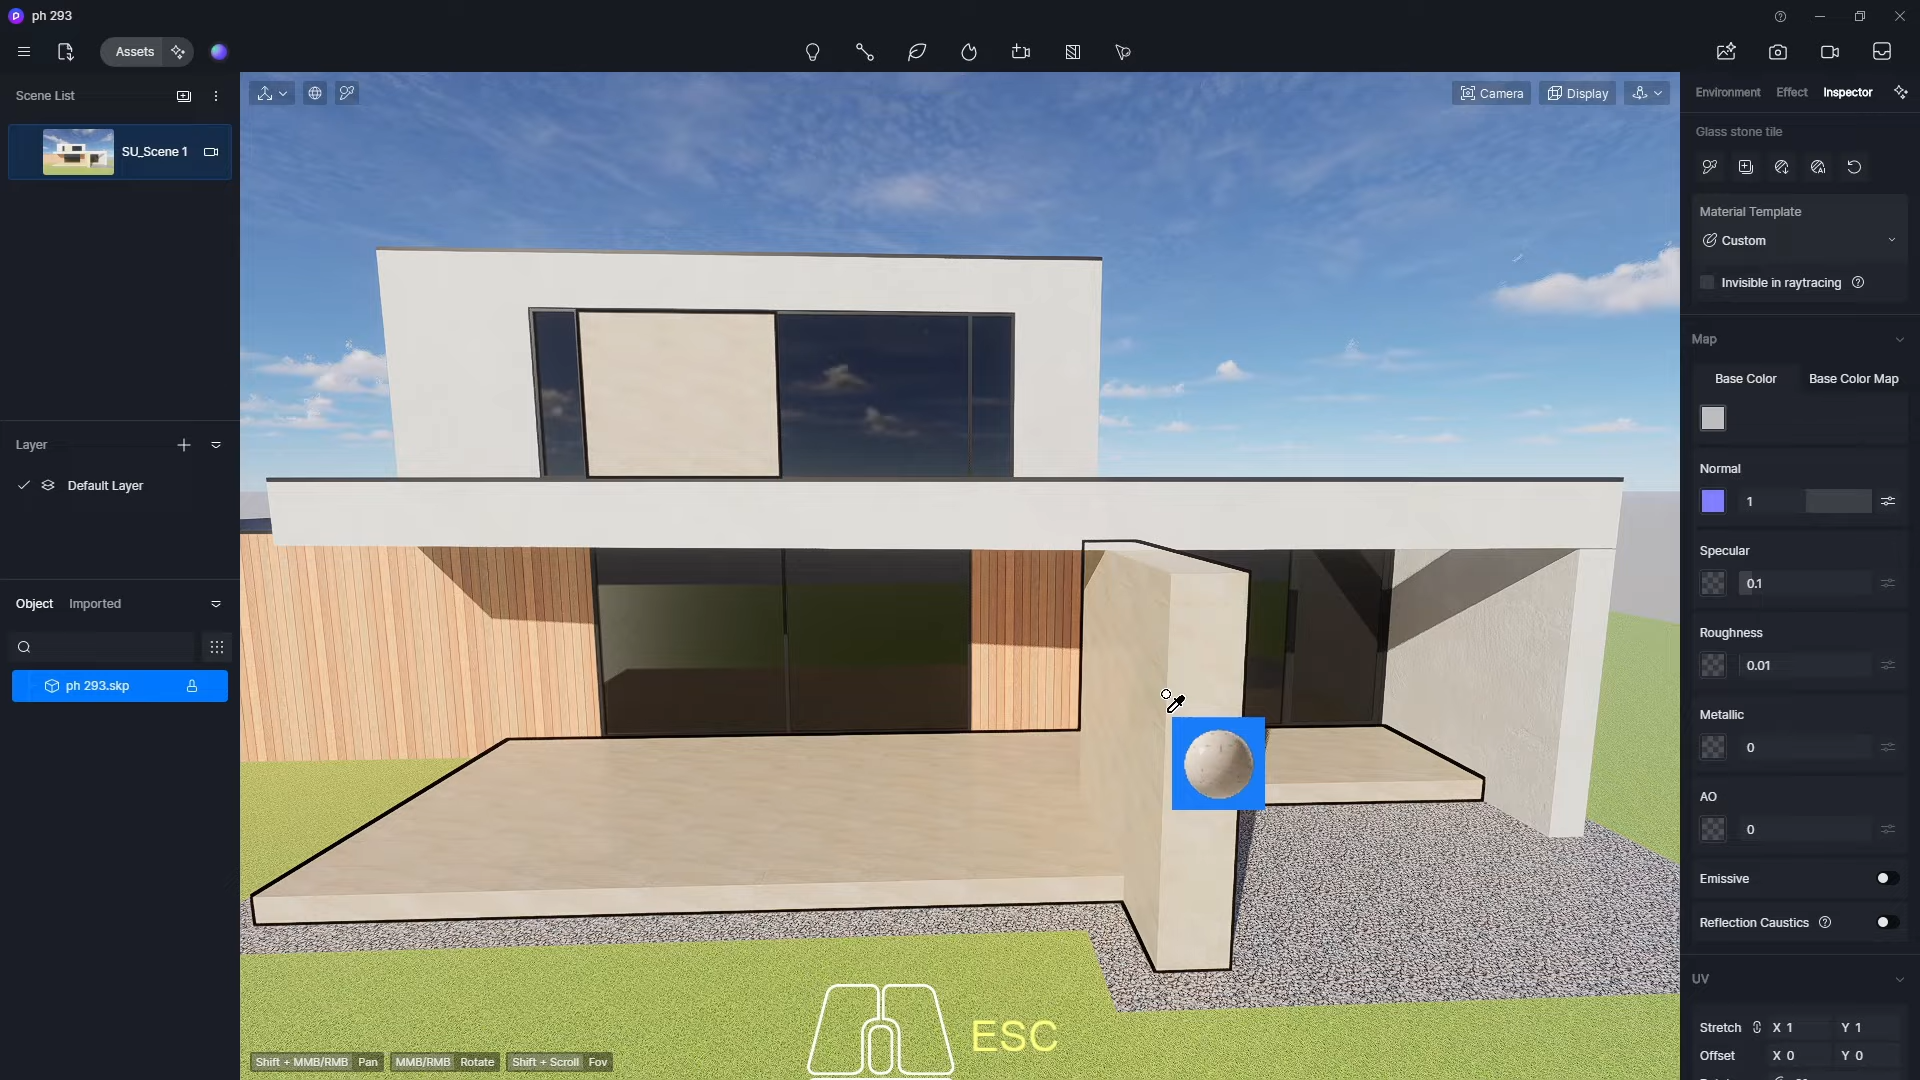 ph 293
Assets
Scene List
SU_Scene 1
Layer
Default Layer
Object Imported
ph 293.skp
Camera
Display
Shift + MMB/RMB Pan MMB/RMB Rotate Shift + Scroll Fov
ESC
Environment Effect Inspector
Glass stone tile
AI
Material Template
Custom
Invisible in raytracing
Map
Base Color Base Color Map
Normal
1
Specular
0.1
Roughness
0.01
Metallic
0
AO
0
Emissive
Reflection Caustics
UV
Stretch X 1 Y 1
Offset X 0 Y 0